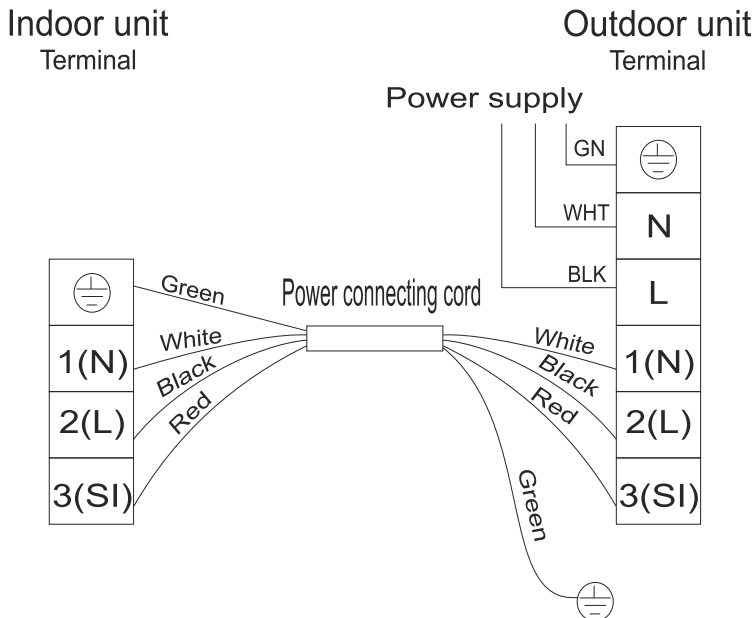 Indoor unit
Terminal
Outdoor unit
Terminal
Power supply
GN
WHT
N
BLK
L
Green
Power connecting cord
1(N)
White
Black
2(L)
Red
3(SI)
White
1(N)
Black
2(L)
Red
3(SI)
Green